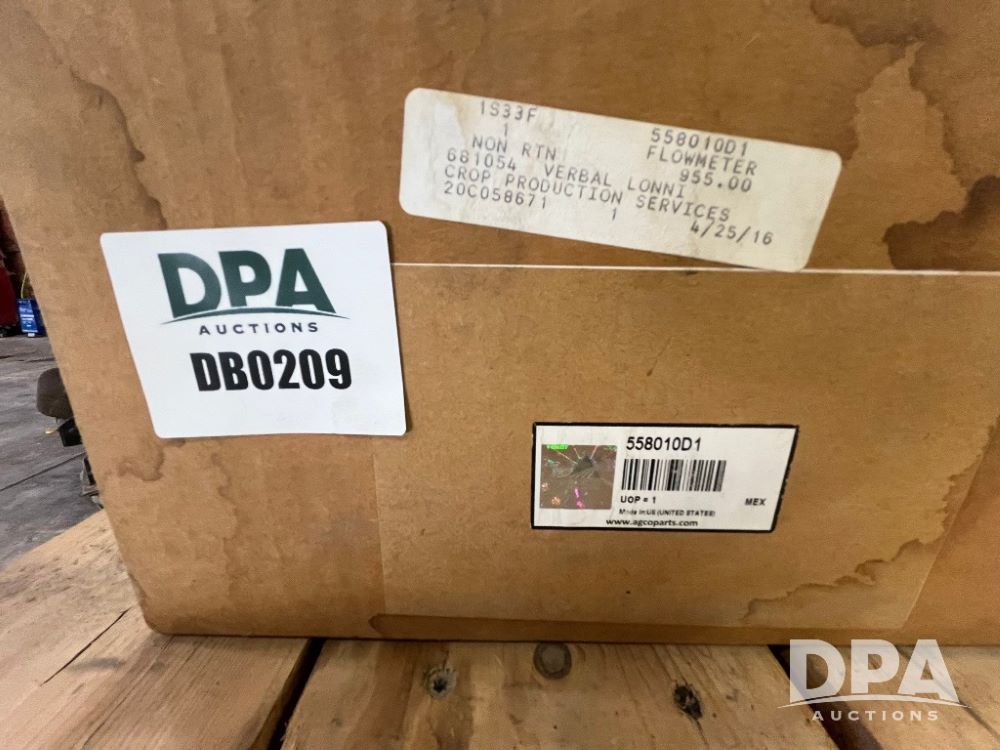 1S33F 558010D1
1 FLOWMETER
NON RTN 955.00
681054 VERBAL LONNI
CROP PRODUCTION SERVICES
20C058671 1 4/25/16
DPA
AUCTIONS
DB0209
558010D1
UOP = 1 MEX
Made In US (UNITED STATES)
www.agcoparts.com
DPA
AUCTIONS